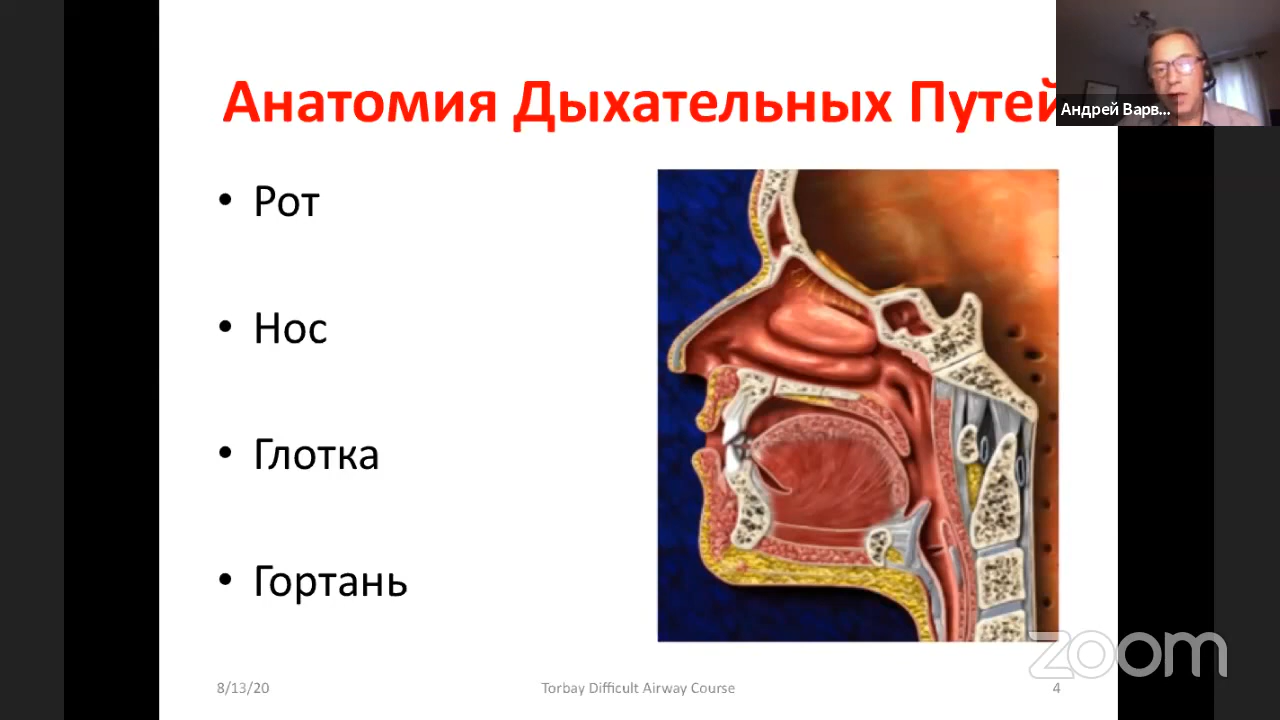 Анатомия Дыхательных Путей
Андрей Варв...
• Рот
• Нос
• Глотка
• Гортань
zoom
8/13/20
Torbay Difficult Airway Course
4